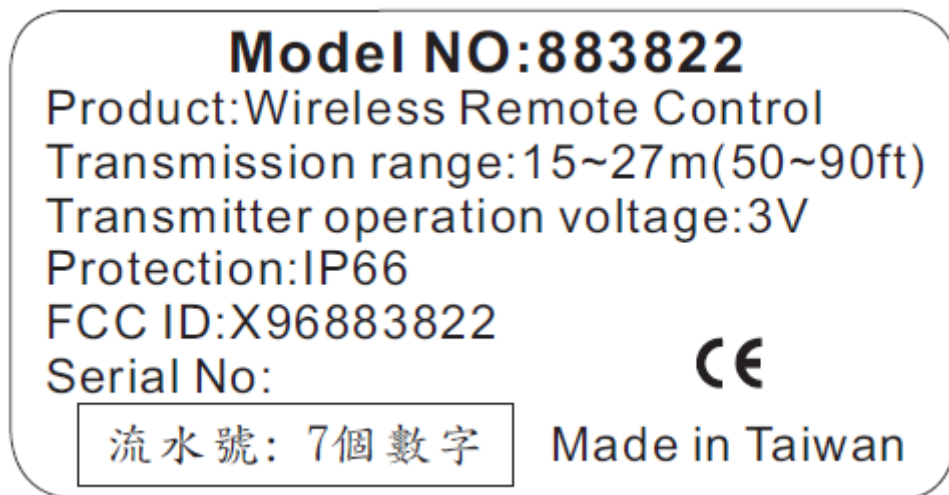 Model NO:883822
Product:Wireless Remote Control
Transmission range:15~27m(50~90ft)
Transmitter operation voltage:3V
Protection:IP66
FCC ID:X96883822
Serial No:
CE
流水號: 7個數字
Made in Taiwan